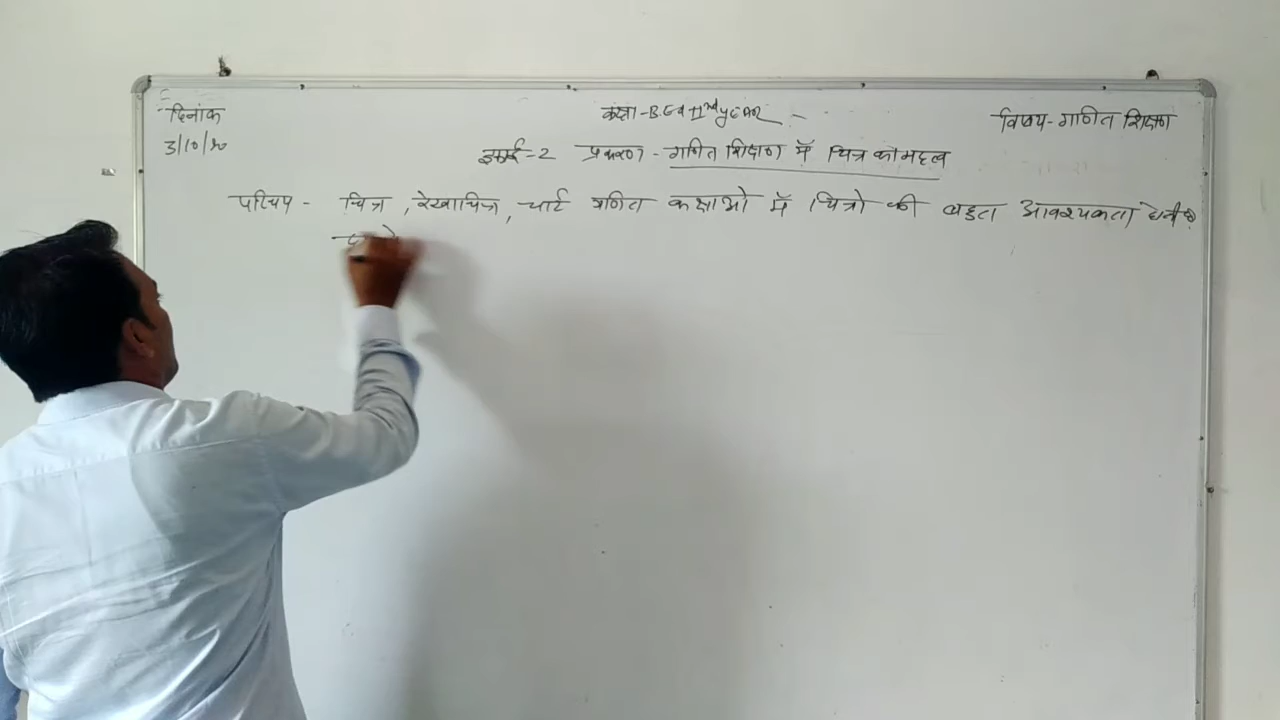 दिनांक
3/10/20
कक्षा-B.Ed IInd year
विषय-गणित शिक्षण
इकाई-2 प्रकरण-गणित शिक्षण में चित्र का महत्व
परिचय- चित्र, रेखाचित्र, चार्ट गणित कक्षाओ में चित्रो की बहुत आवश्यकता होती है